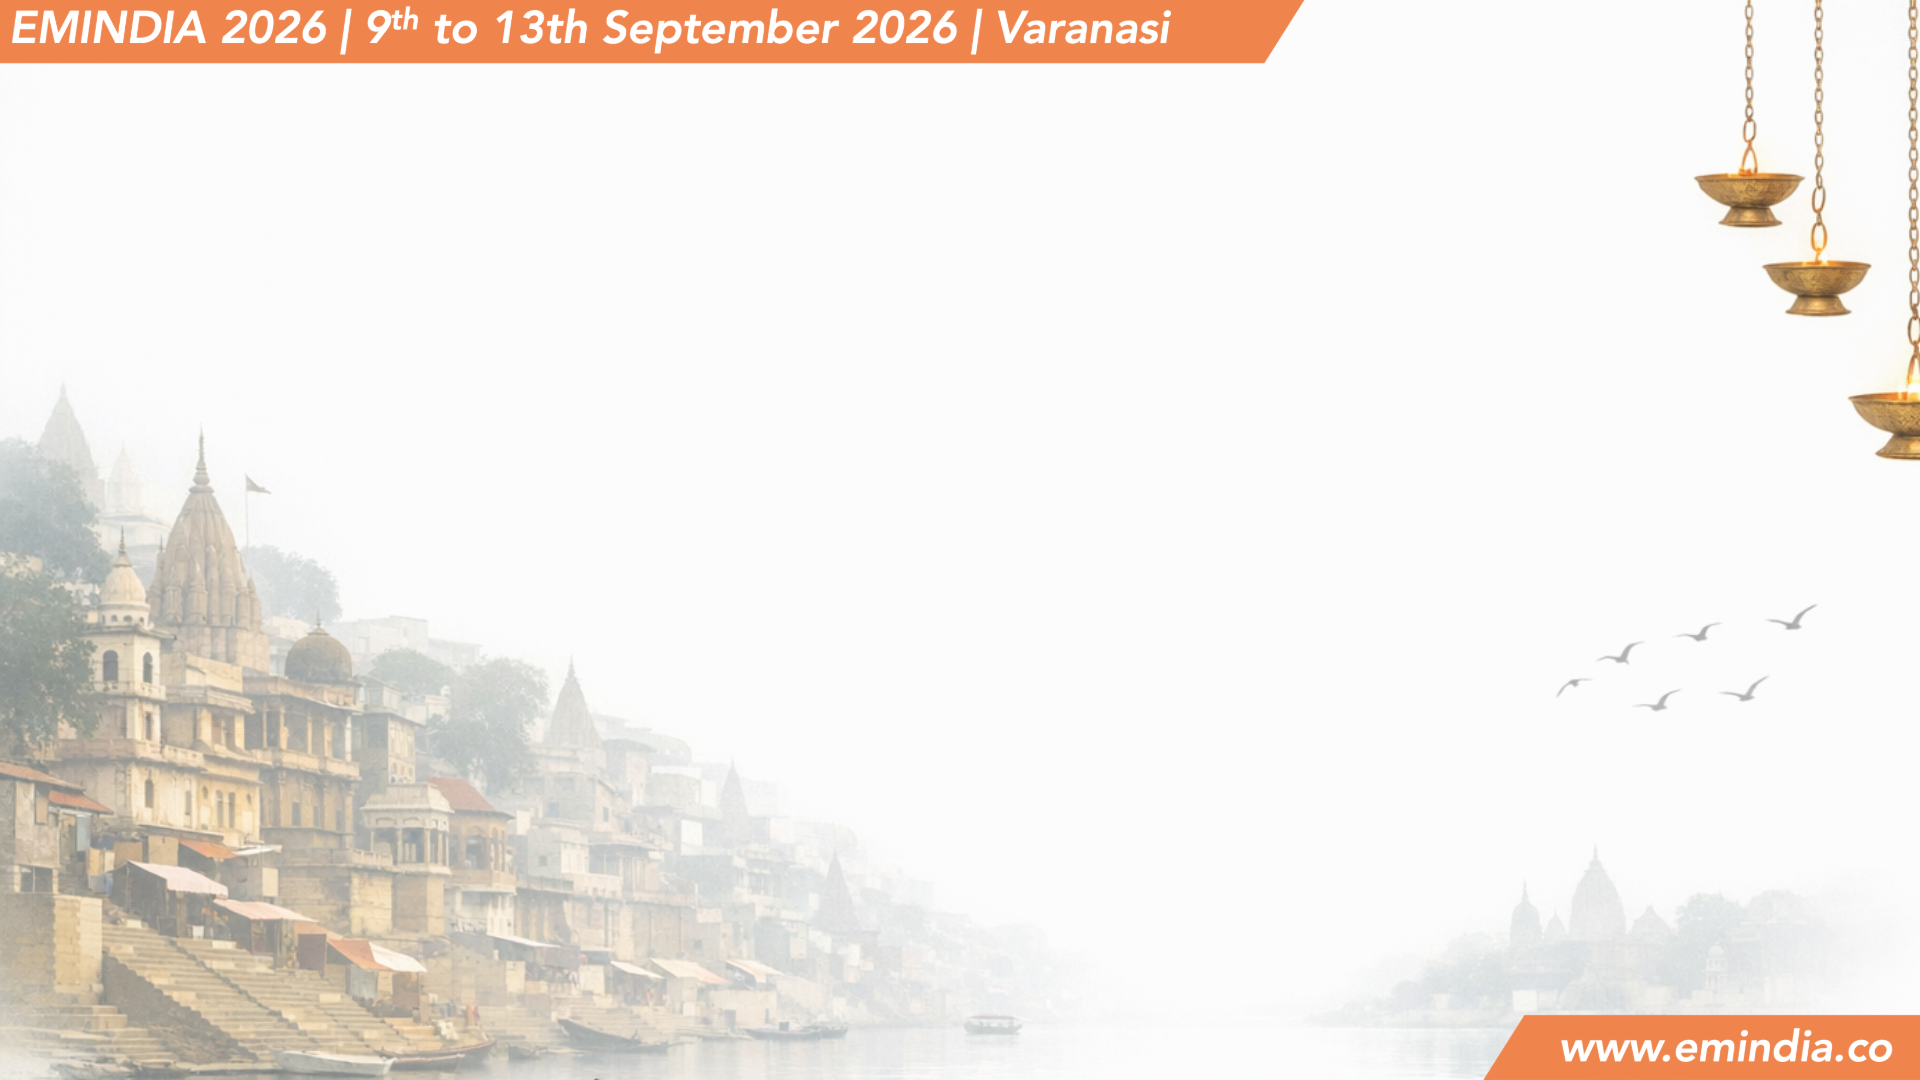 EMINDIA 2026 | 9th to 13th September 2026 | Varanasi
www.emindia.co